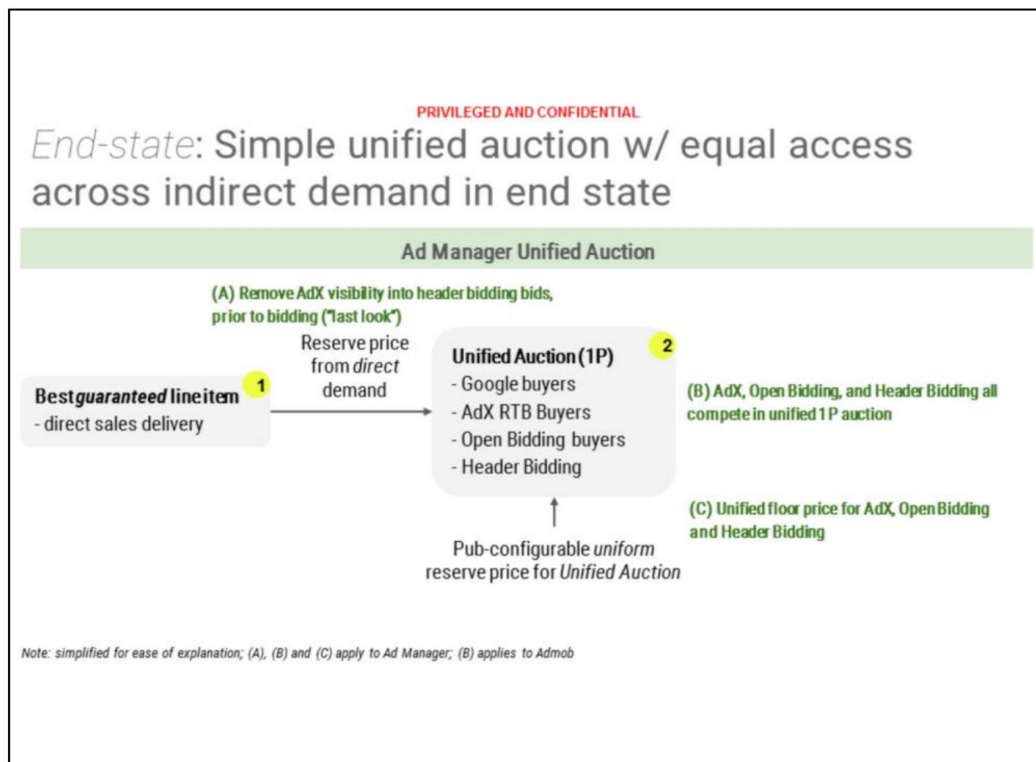 PRIVILEGED AND CONFIDENTIAL
End-state: Simple unified auction w/ equal access
across indirect demand in end state
Ad Manager Unified Auction
(A) Remove AdX visibility into header bidding bids,
prior to bidding ("last look")
Reserve price
from direct
demand
Best guaranteed line item
- direct sales delivery
1
Unified Auction (1P)
- Google buyers
- AdX RTB Buyers
- Open Bidding buyers
- Header Bidding
2
(B) AdX, Open Bidding, and Header Bidding all
compete in unified 1P auction
(C) Unified floor price for AdX, Open Bidding
and Header Bidding
Pub-configurable uniform
reserve price for Unified Auction
Note: simplified for ease of explanation; (A), (B) and (C) apply to Ad Manager; (B) applies to Admob